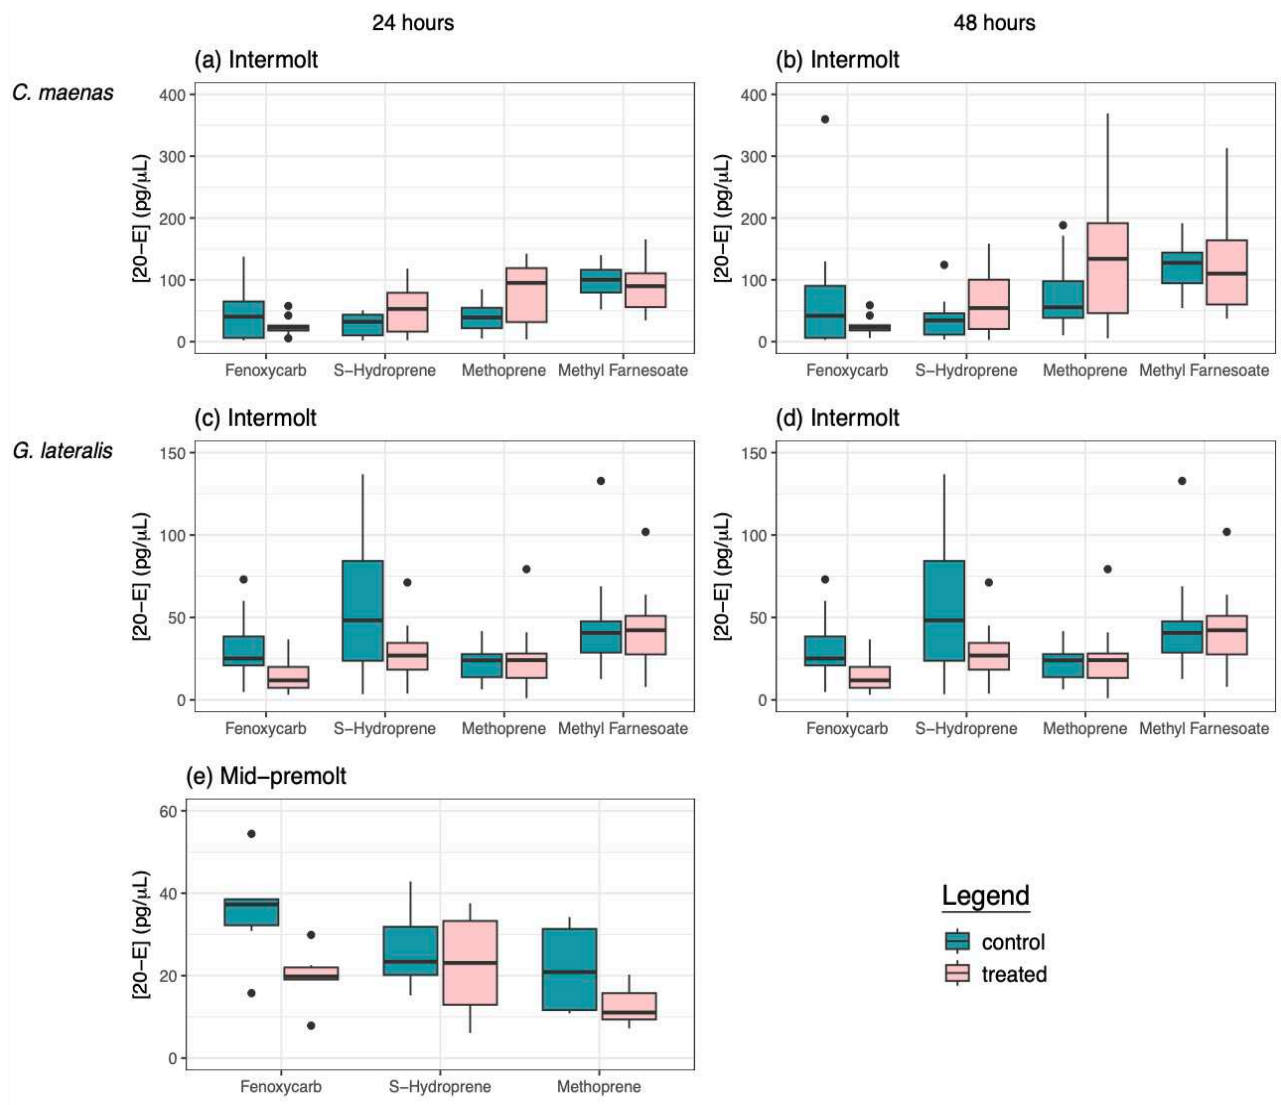 24 hours
48 hours
(a) Intermolt
(b) Intermolt
C. maenas
[20−E] (pg/μL)
400
300
200
100
0
Fenoxycarb
S−Hydroprene
Methoprene
Methyl Farnesoate
[20−E] (pg/μL)
400
300
200
100
0
Fenoxycarb
S−Hydroprene
Methoprene
Methyl Farnesoate
(c) Intermolt
(d) Intermolt
G. lateralis
[20−E] (pg/μL)
150
100
50
0
Fenoxycarb
S−Hydroprene
Methoprene
Methyl Farnesoate
[20−E] (pg/μL)
150
100
50
0
Fenoxycarb
S−Hydroprene
Methoprene
Methyl Farnesoate
(e) Mid−premolt
[20−E] (pg/μL)
60
40
20
0
Fenoxycarb
S−Hydroprene
Methoprene
Legend
control
treated